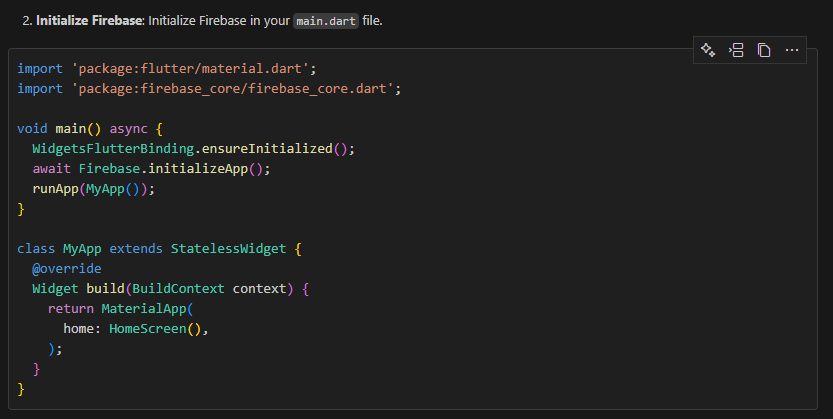 2. Initialize Firebase: Initialize Firebase in your main.dart file.
import 'package:flutter/material.dart';
import 'package:firebase_core/firebase_core.dart';

void main() async {
  WidgetsFlutterBinding.ensureInitialized();
  await Firebase.initializeApp();
  runApp(MyApp());
}

class MyApp extends StatelessWidget {
  @override
  Widget build(BuildContext context) {
    return MaterialApp(
      home: HomeScreen(),
    );
  }
}